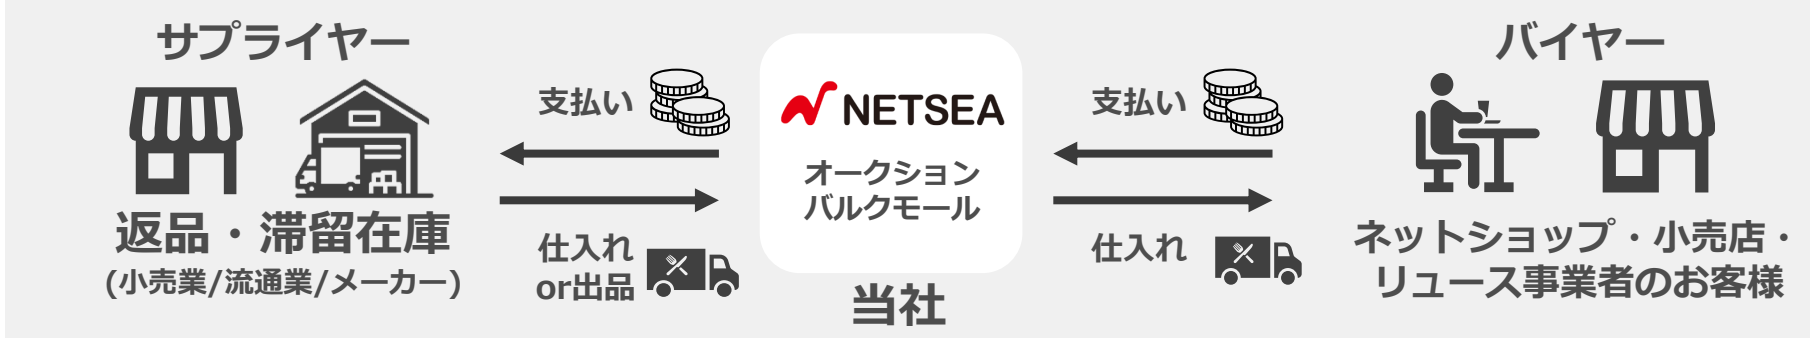 サプライヤー
返品・滞留在庫
(小売業/流通業/メーカー)
支払い
仕入れ
or出品
NETSEA
オークション
バルクモール
当社
支払い
仕入れ
バイヤー
ネットショップ・小売店・
リユース事業者のお客様